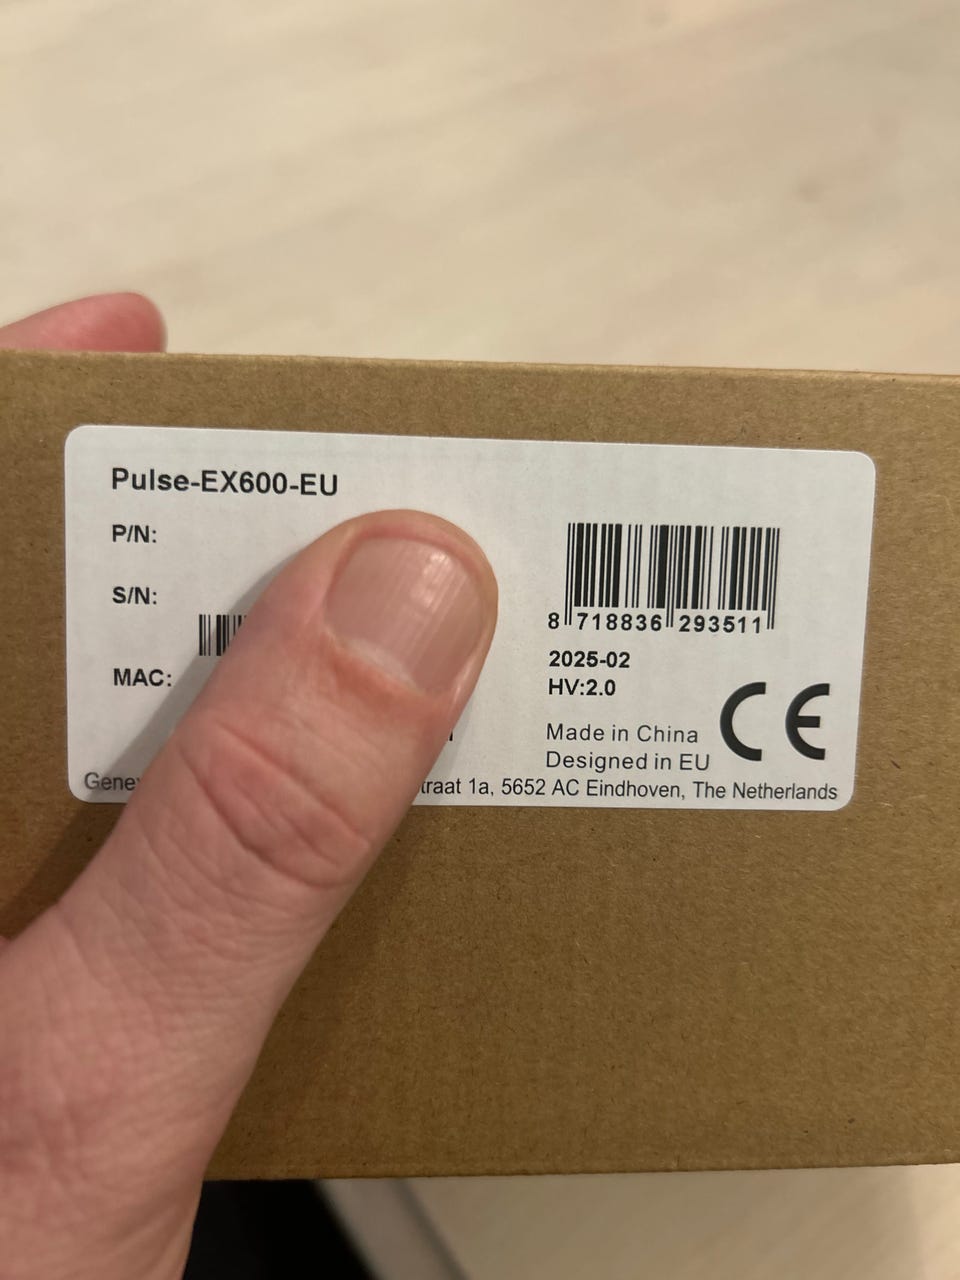 Pulse-EX600-EU
P/N:
S/N:
MAC:
8 718836 293511
2025-02
HV:2.0
Made in China
Designed in EU
CE
1a, 5652 AC Eindhoven, The Netherlands